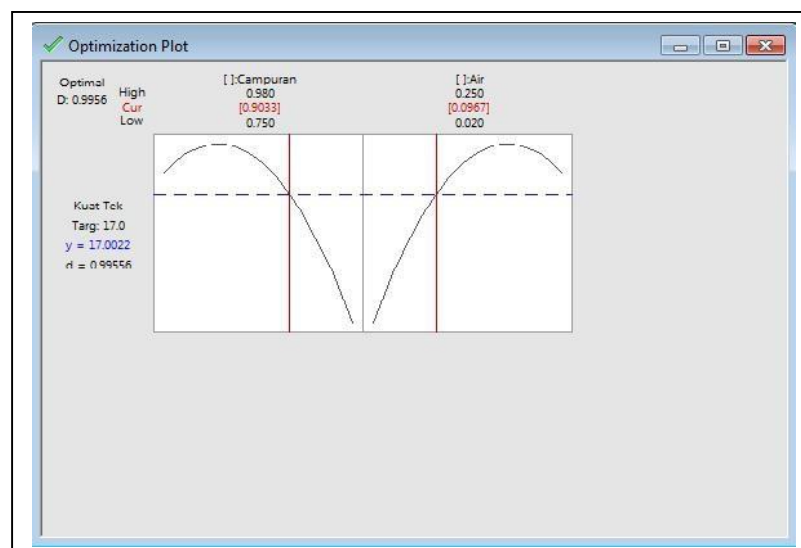 Optimization Plot
Optimal
D: 0.9956
High
Cur
Low
[ ]:Campuran
0.980
[0.9033]
0.750
[ ]:Air
0.250
[0.0967]
0.020
Kuat Tek
Targ: 17.0
y = 17.0022
d = 0.99556